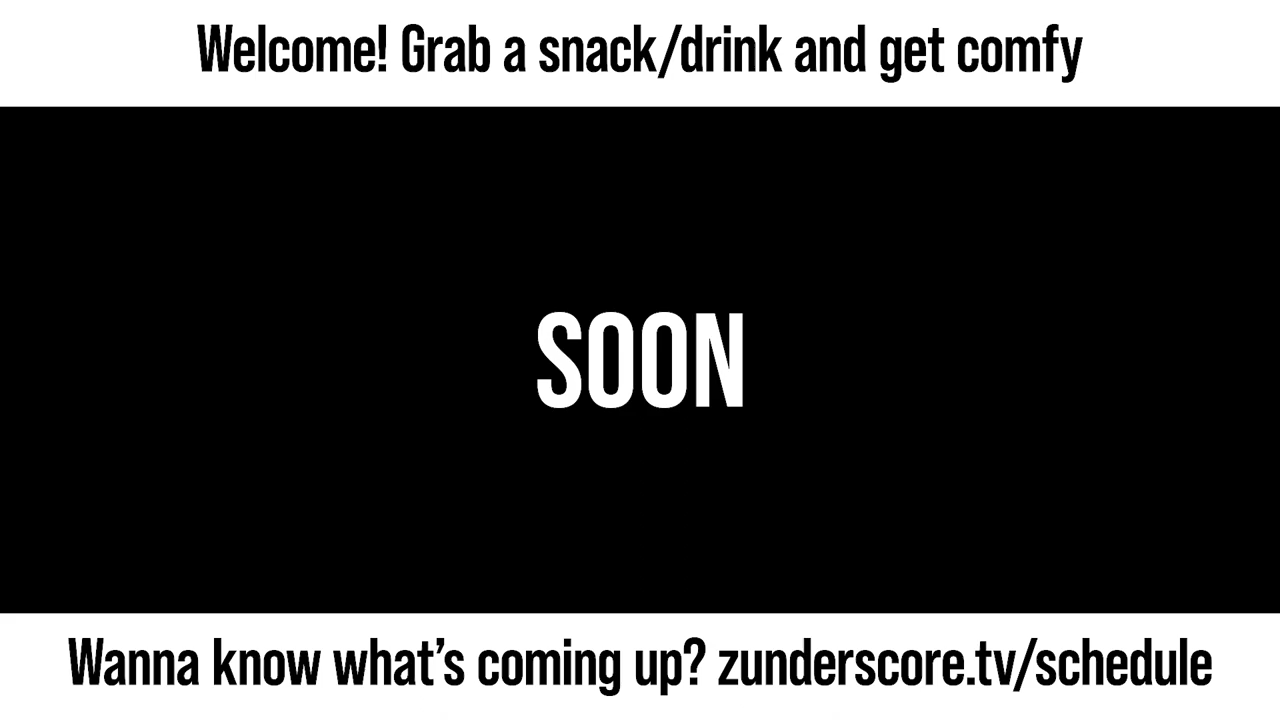 Welcome! Grab a snack/drink and get comfy
SOON
Wanna know what’s coming up? zunderscore.tv/schedule